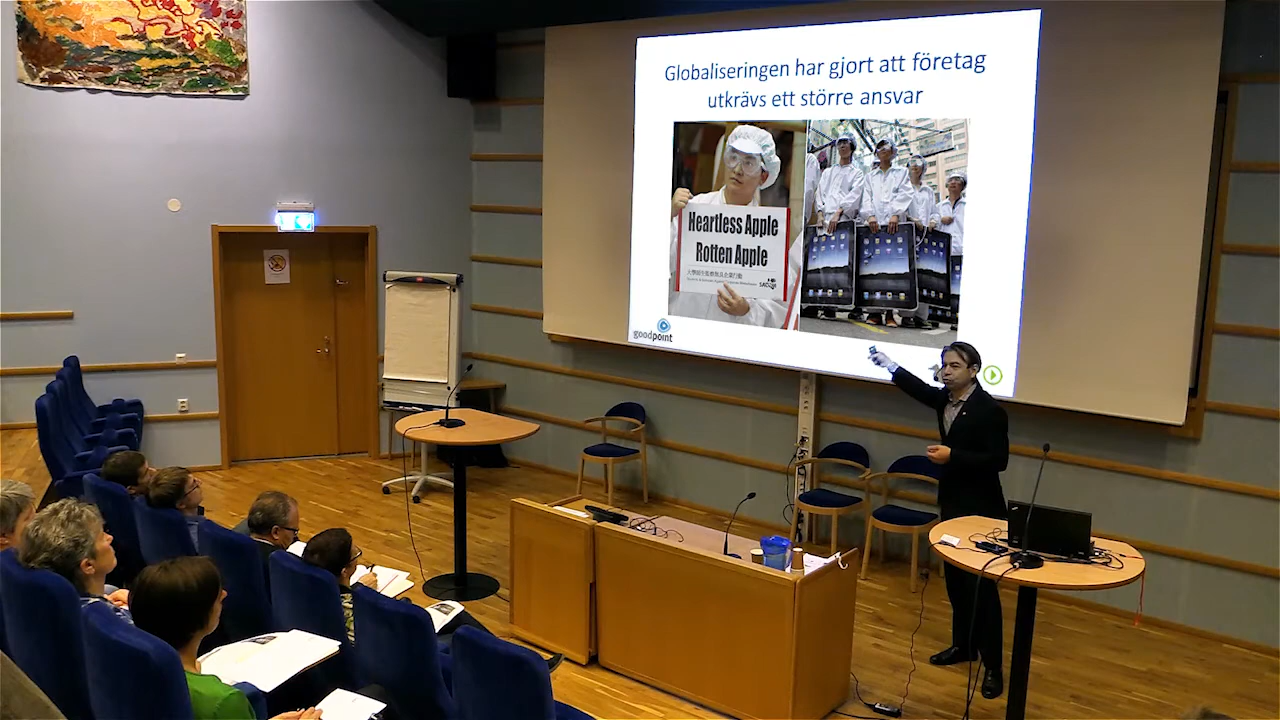 Globaliseringen har gjort att företag
utkrävs ett större ansvar
Heartless Apple
Rotten Apple
goodpoint